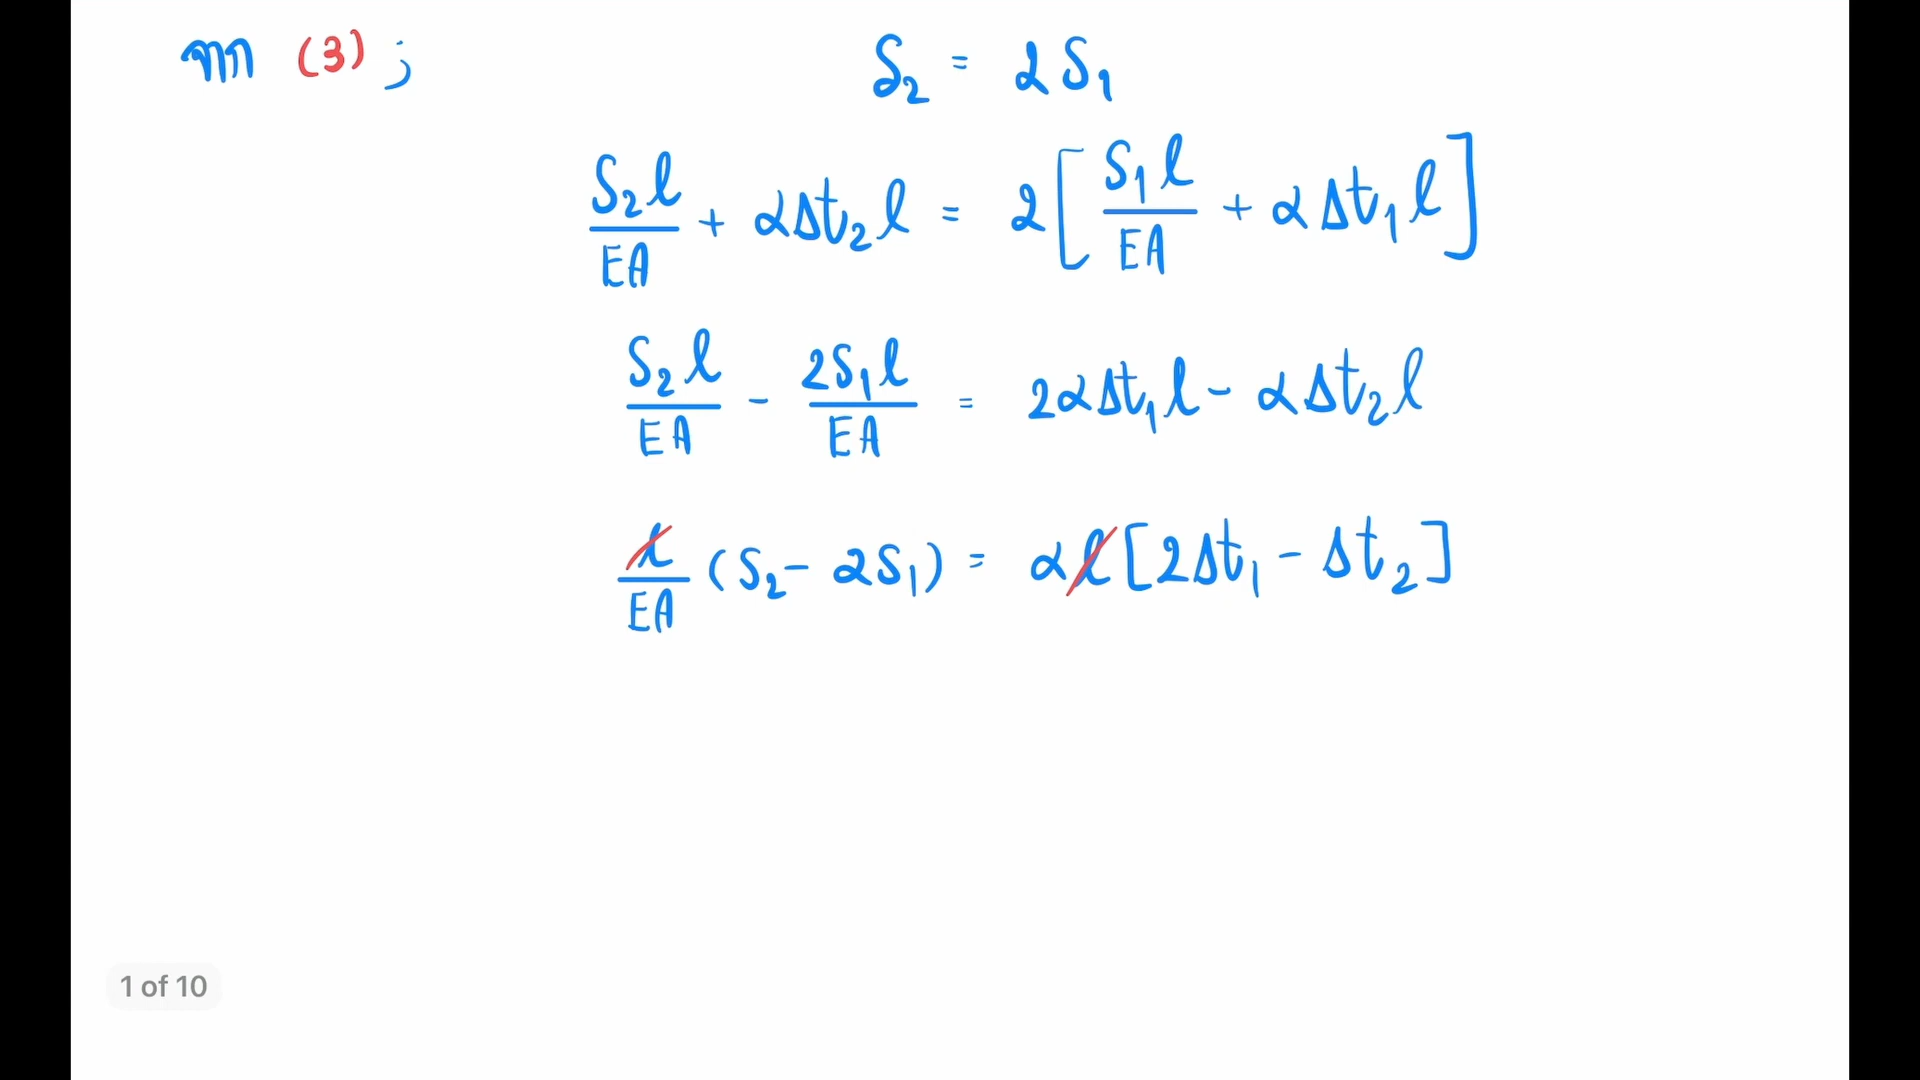 จาก (3) ; δ₂ = 2δ₁
S₂l/EA + αΔt₂l = 2[S₁l/EA + αΔt₁l]
S₂l/EA - 2S₁l/EA = 2αΔt₁l - αΔt₂l
l/EA (S₂ - 2S₁) = αl[2Δt₁ - Δt₂]
1 of 10